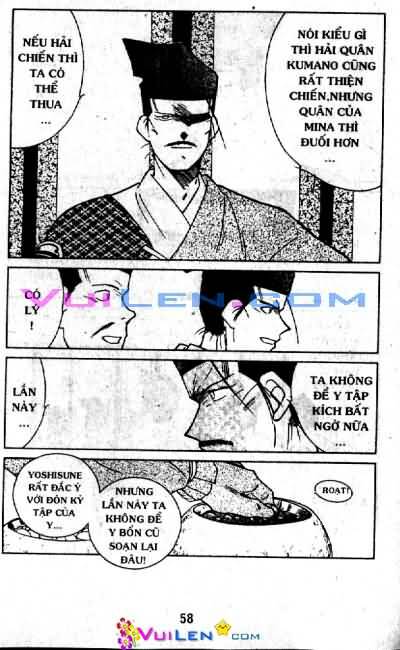 NÓI KIỂU GÌ
THÌ HẢI QUÂN
KUMANO CŨNG
RẤT THIỆN
CHIẾN,NHƯNG
QUÂN CỦA
MINA THÌ
ĐUỐI HƠN
...
NẾU HẢI
CHIẾN THÌ
TA CÓ
THỂ
THUA
...
CÓ
LÝ
!
VUILEN.COM
TA KHÔNG
ĐỂ Y TẬP
KÍCH BẤT
NGỜ NỮA
...
LẦN
NÀY
...
ROẠT!
NHƯNG
LẦN NÀY TA
KHÔNG ĐỂ
Y BỔN CŨ
SOẠN LẠI
ĐÂU!
YOSHISUNE
RẤT ĐẮC Ý
VỚI ĐÒN KỲ
TẬP CỦA
Y...
58
VUILEN.COM